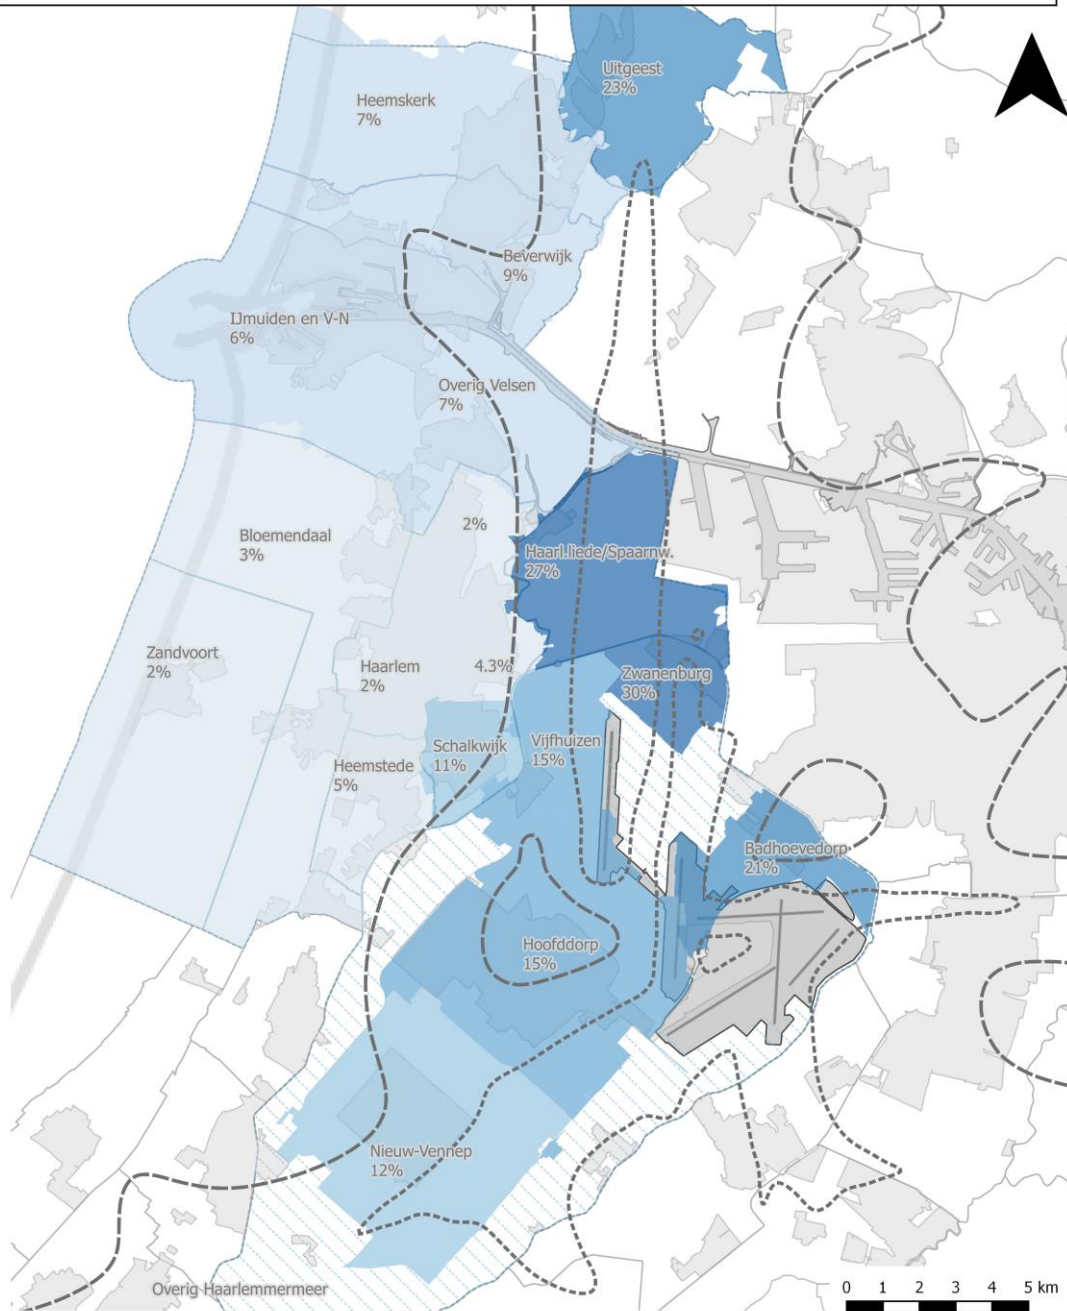 Uitgeest
23%
Heemskerk
7%
Beverwijk
9%
IJmuiden en V-N
6%
Overig Velsen
7%
2%
Bloemendaal
3%
Haarl.liede/Spaarnw.
27%
Zandvoort
2%
Haarlem
2%
4.3%
Zwanenburg
30%
Schalkwijk
11%
Vijfhuizen
15%
Heemstede
5%
Badhoevedorp
21%
Hoofddorp
15%
Nieuw-Vennep
12%
Overig Haarlemmermeer
0 1 2 3 4 5 km